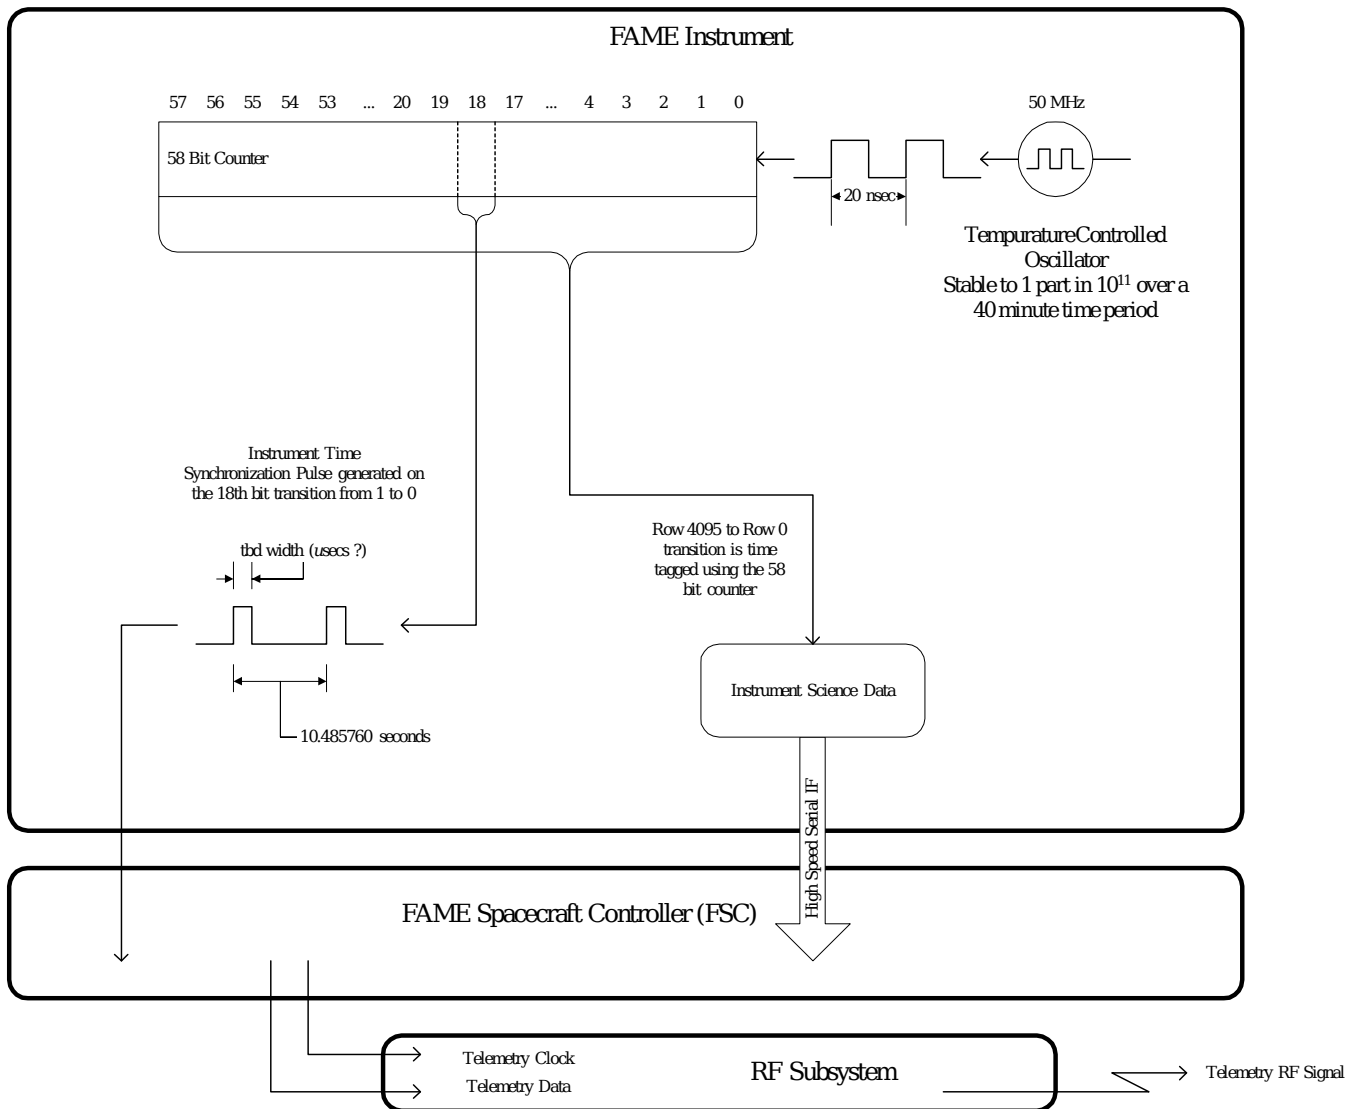 FAME Instrument
57 56 55 54 53 ... 20 19 18 17 ... 4 3 2 1 0
50 MHz
58 Bit Counter
20 nsec
TempuratureControlled
Oscillator
Stable to 1 part in 10¹¹ over a
40 minute time period
Instrument Time
Synchronization Pulse generated on
the 18th bit transition from 1 to 0
tbd width (usecs ?)
Row 4095 to Row 0
transition is time
tagged using the 58
bit counter
Instrument Science Data
10.485760 seconds
High Speed Serial IF
FAME Spacecraft Controller (FSC)
Telemetry Clock
Telemetry Data
RF Subsystem
Telemetry RF Signal